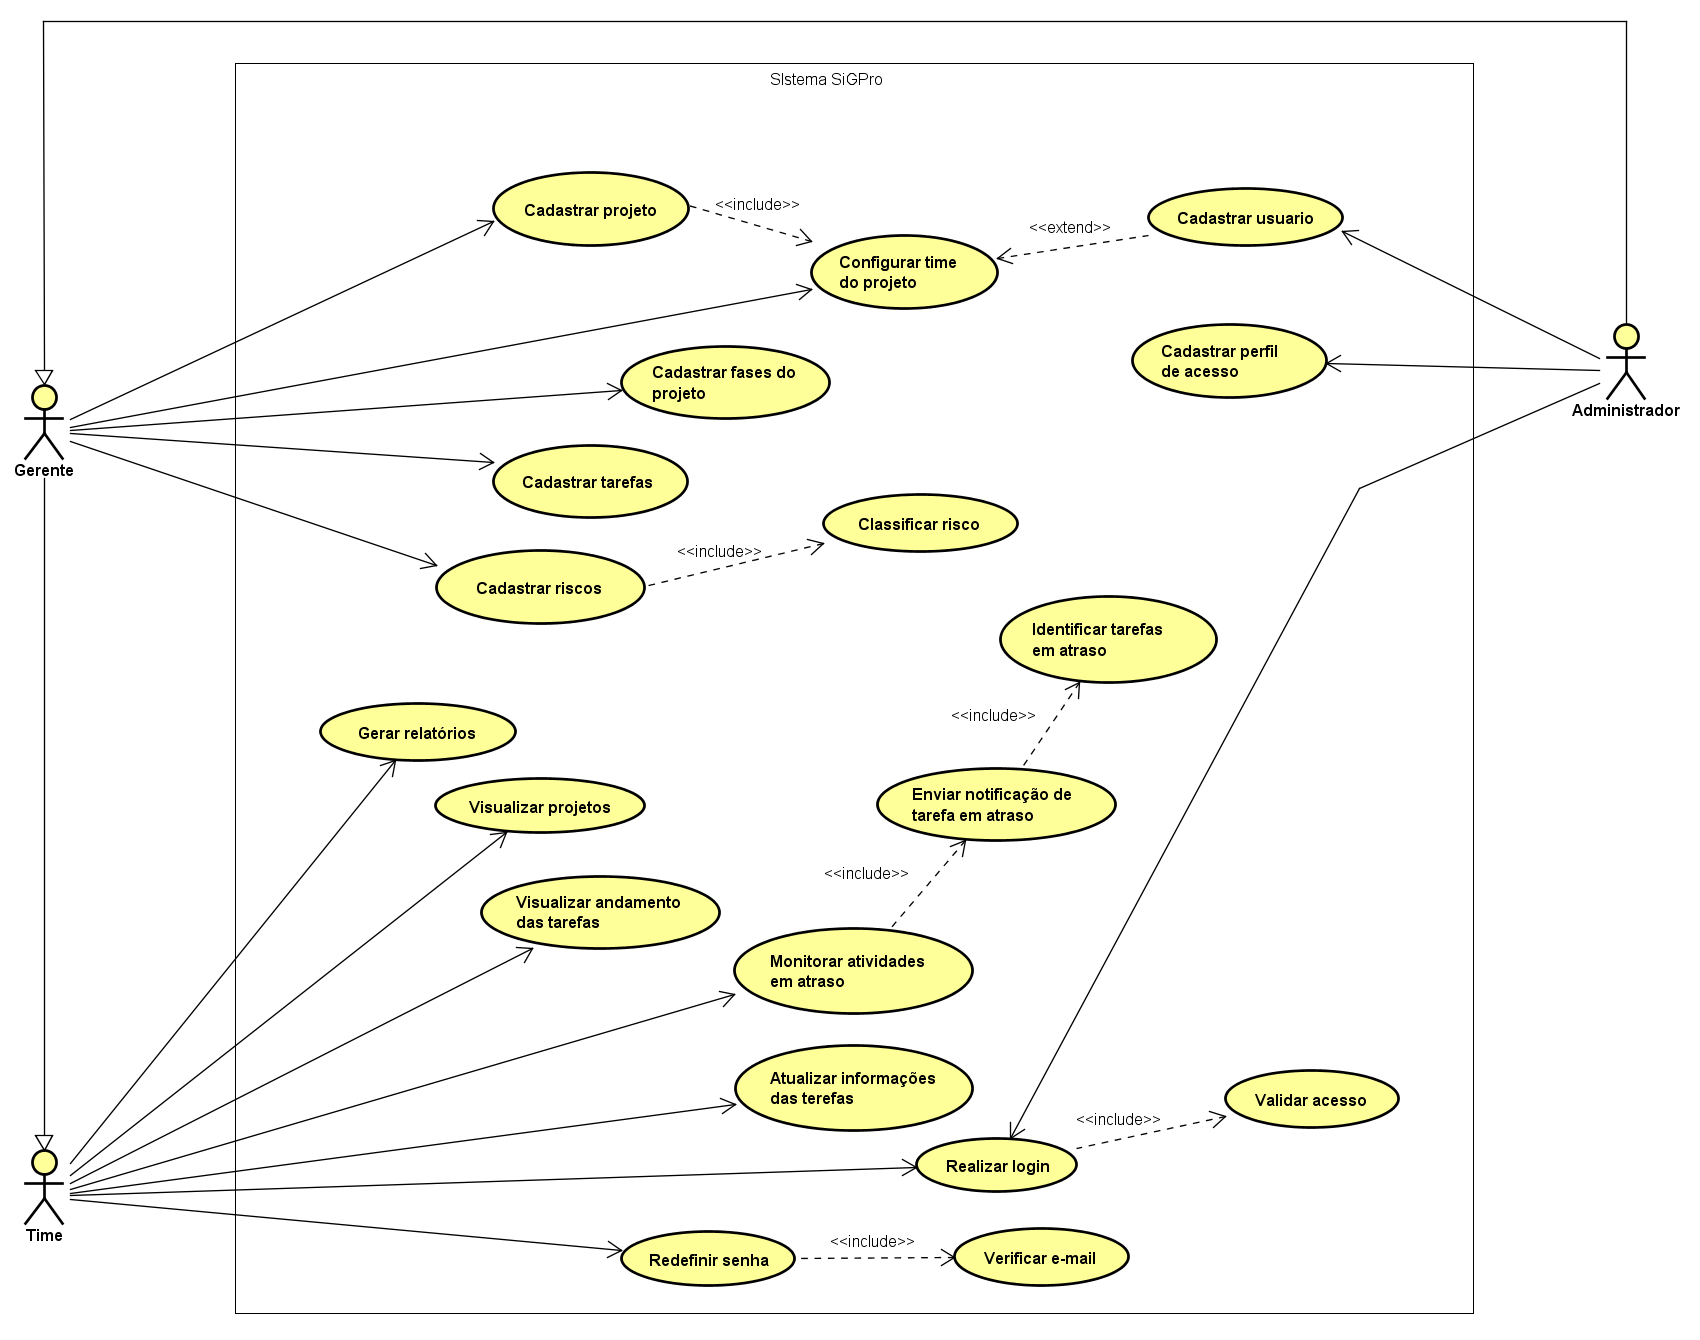 SIstema SiGPro
Cadastrar projeto
<<include>>
Configurar time
do projeto
<<extend>>
Cadastrar usuario
Cadastrar fases do
projeto
Cadastrar perfil
de acesso
Administrador
Gerente
Cadastrar tarefas
Classificar risco
<<include>>
Cadastrar riscos
Identificar tarefas
em atraso
<<include>>
Gerar relatórios
Visualizar projetos
Enviar notificação de
tarefa em atraso
<<include>>
Visualizar andamento
das tarefas
Monitorar atividades
em atraso
Atualizar informações
das terefas
Validar acesso
<<include>>
Realizar login
Time
Redefinir senha
<<include>>
Verificar e-mail